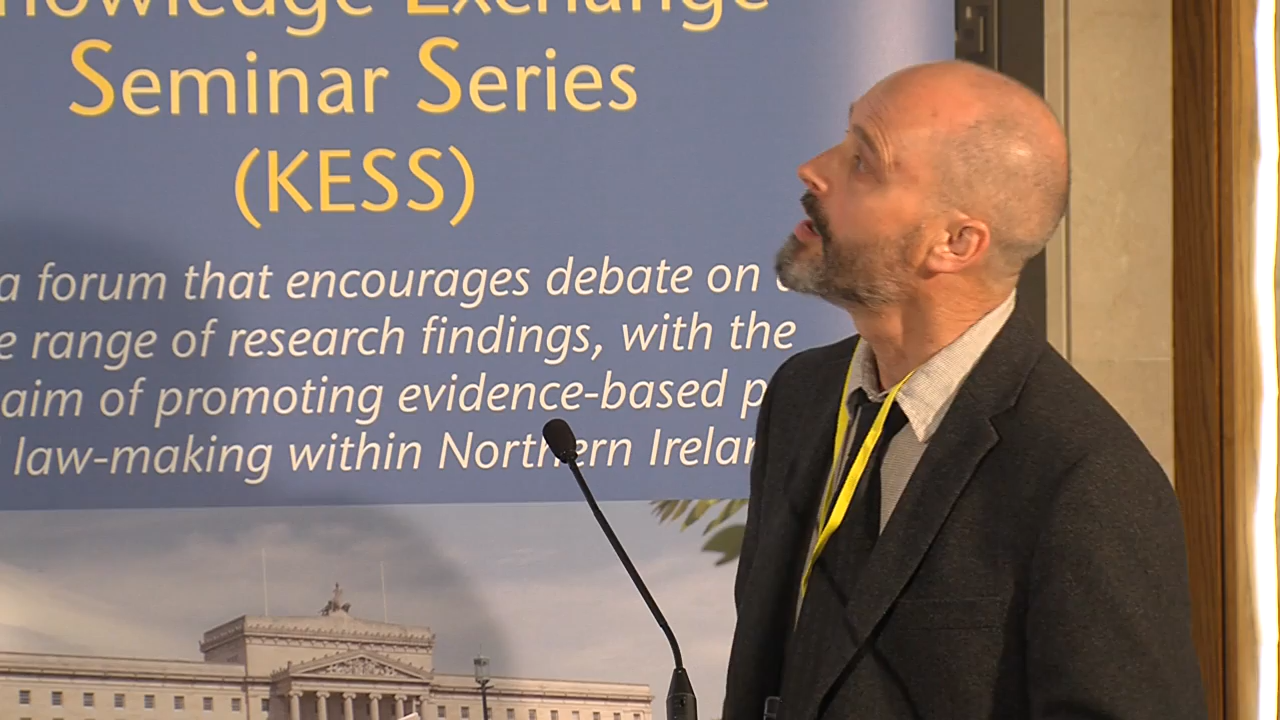 Exchange
Seminar Series
(KESS)
a forum that encourages debate on
range of research findings, with the
aim of promoting evidence-based
law-making within Northern